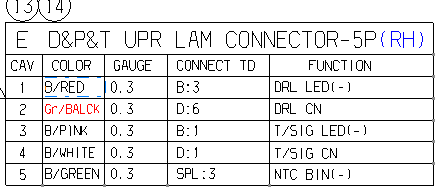 13 14
E D&P&T UPR LAM CONNECTOR-5P(RH)
CAV COLOR GAUGE CONNECT TO FUNCTION
1 B/RED 0.3 B:3 DRL LED(-)
2 Gr/BALCK 0.3 D:6 DRL CN
3 B/PINK 0.3 B:1 T/SIG LED(-)
4 B/WHITE 0.3 D:1 T/SIG CN
5 B/GREEN 0.3 SPL:3 NTC BIN(-)